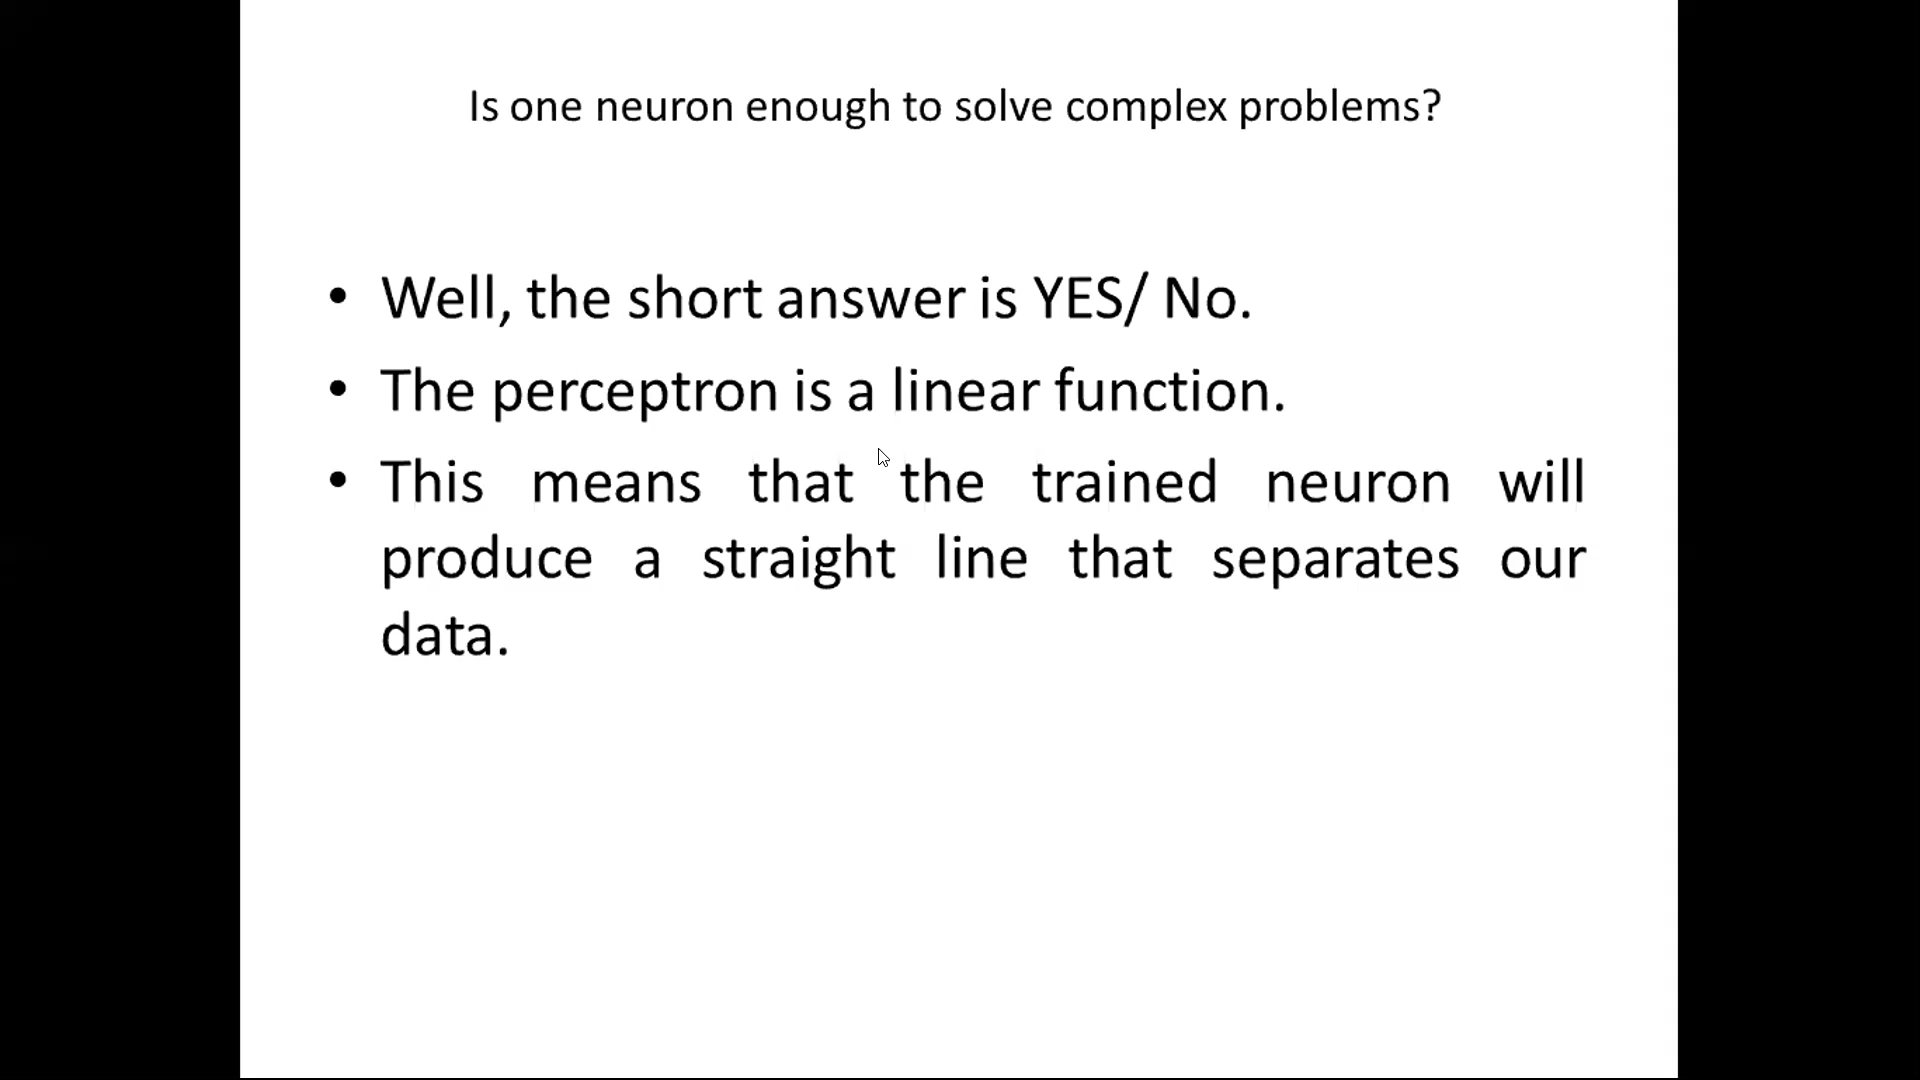 Is one neuron enough to solve complex problems?
• Well, the short answer is YES/ No.
• The perceptron is a linear function.
• This means that the trained neuron will
produce a straight line that separates our
data.